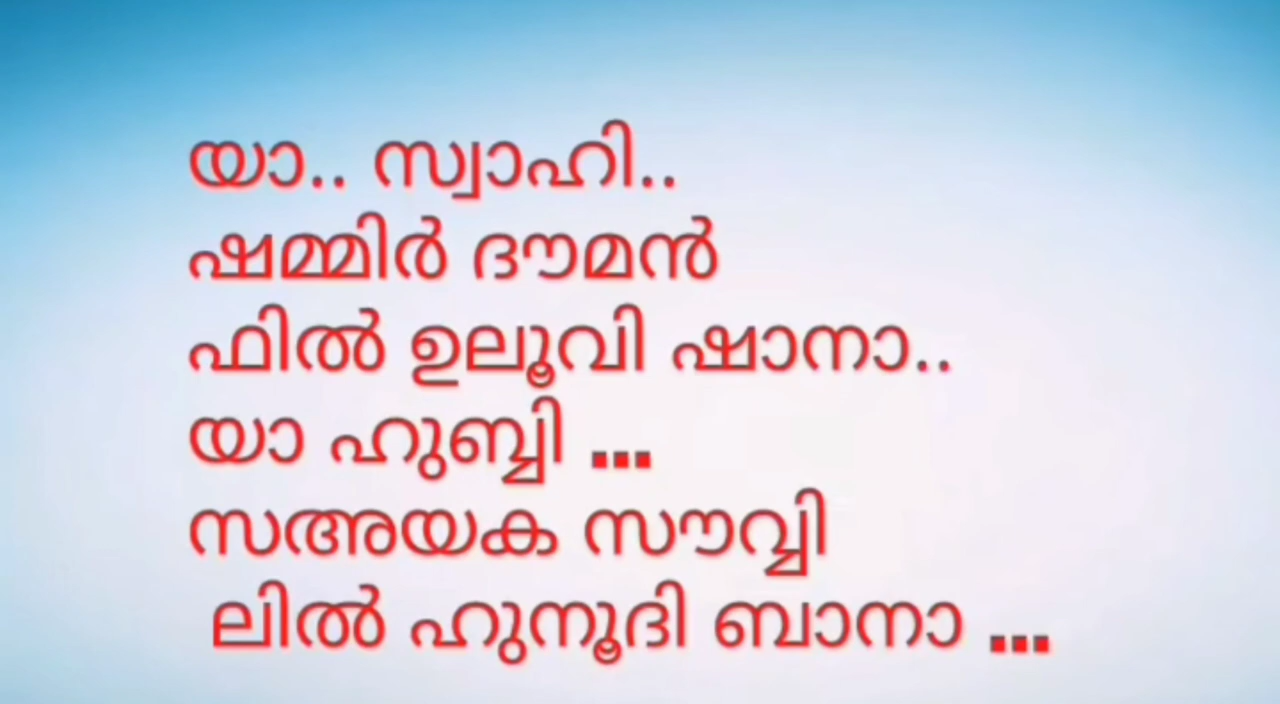 യാ.. സ്വാഹി..
ഷമ്മിർ ദൗമൻ
ഫിൽ ഉലൂവി ഷാനാ..
യാ ഹുബ്ബി ...
സഅയക സൗവ്വി
ലിൽ ഹുനൂദി ബാനാ ...